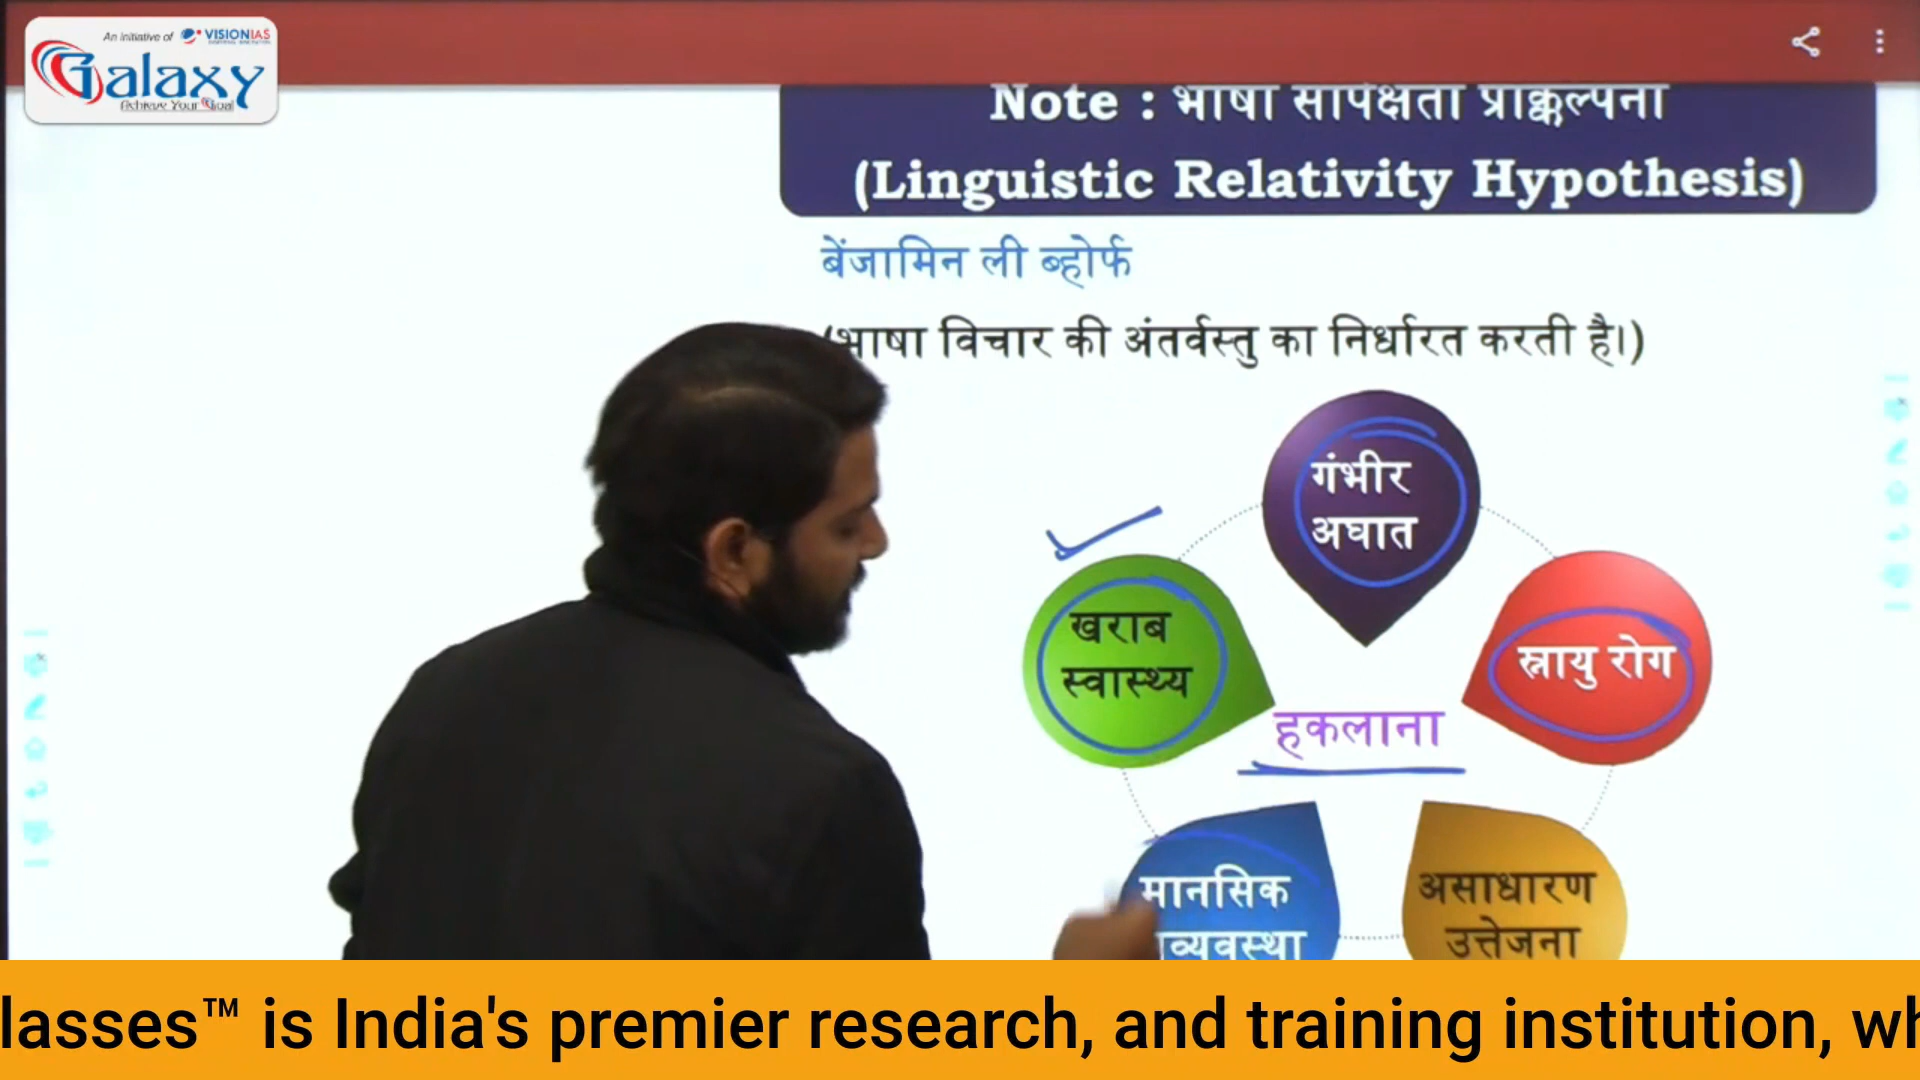 An initiative of VISIONIAS
Galaxy
Achieve Your Goal
Note : भाषा सापेक्षता प्राक्कल्पना
(Linguistic Relativity Hypothesis)
बेंजामिन ली ब्होर्फ
(भाषा विचार की अंतर्वस्तु का निर्धारत करती है।)
गंभीर
अघात
खराब
स्वास्थ्य
स्नायु रोग
हकलाना
मानसिक
असाधारण
उत्तेजना
lasses™ is India's premier research, and training institution, wh